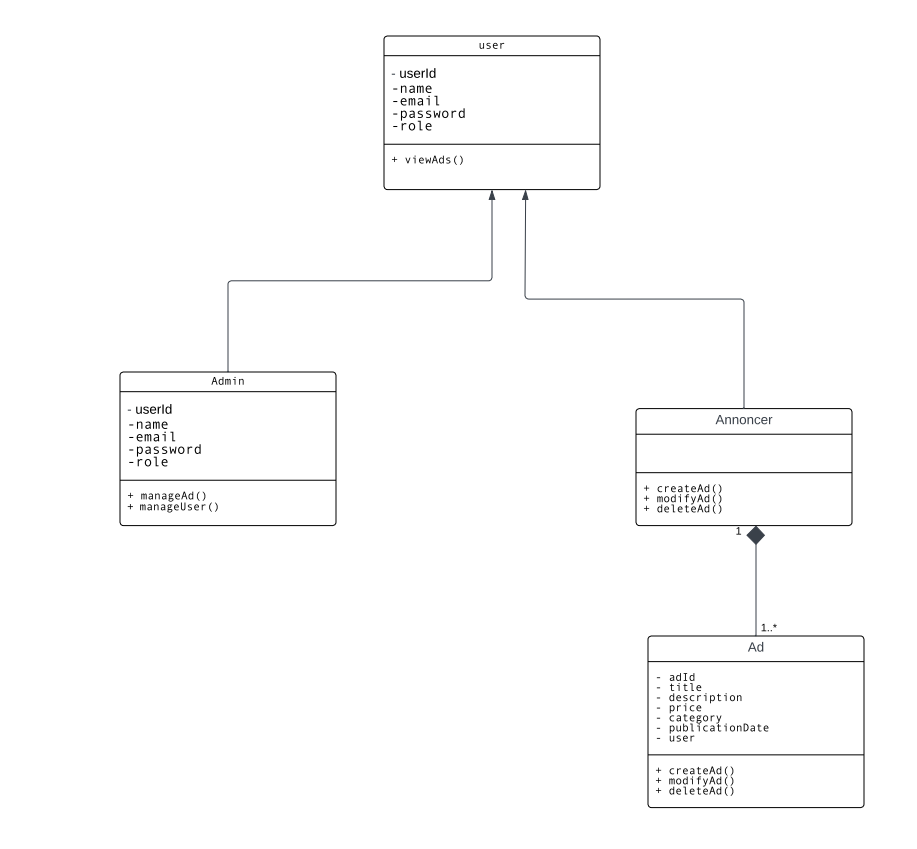 user
- userId
-name
-email
-password
-role
+ viewAds()
Admin
- userId
-name
-email
-password
-role
+ manageAd()
+ manageUser()
Annoncer
+ createAd()
+ modifyAd()
+ deleteAd()
1
1..*
Ad
- adId
- title
- description
- price
- category
- publicationDate
- user
+ createAd()
+ modifyAd()
+ deleteAd()